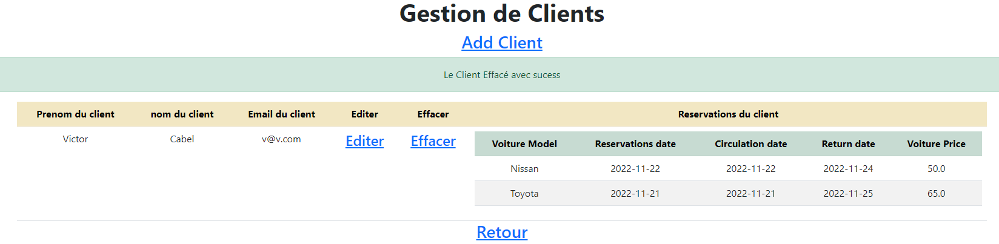 Gestion de Clients
Add Client
Le Client Effacé avec sucess
Prenom du client nom du client Email du client Editer Effacer Reservations du client
Victor Cabel v@v.com Editer Effacer
Voiture Model Reservations date Circulation date Return date Voiture Price
Nissan 2022-11-22 2022-11-22 2022-11-24 50.0
Toyota 2022-11-21 2022-11-21 2022-11-25 65.0
Retour